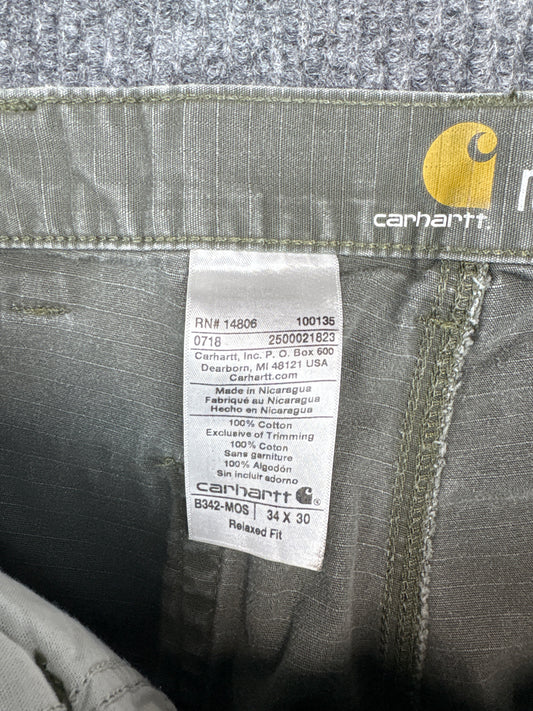 carhartt
RN# 14806 100135
0718 2500021823
Carhartt, Inc. P. O. Box 600
Dearborn, MI 48121 USA
Carhartt.com
Made in Nicaragua
Fabriqué au Nicaragua
Hecho en Nicaragua
100% Cotton
Exclusive of Trimming
100% Coton
Sans garniture
100% Algodón
Sin incluir adorno
carhartt ®
B342-MOS 34 X 30
Relaxed Fit